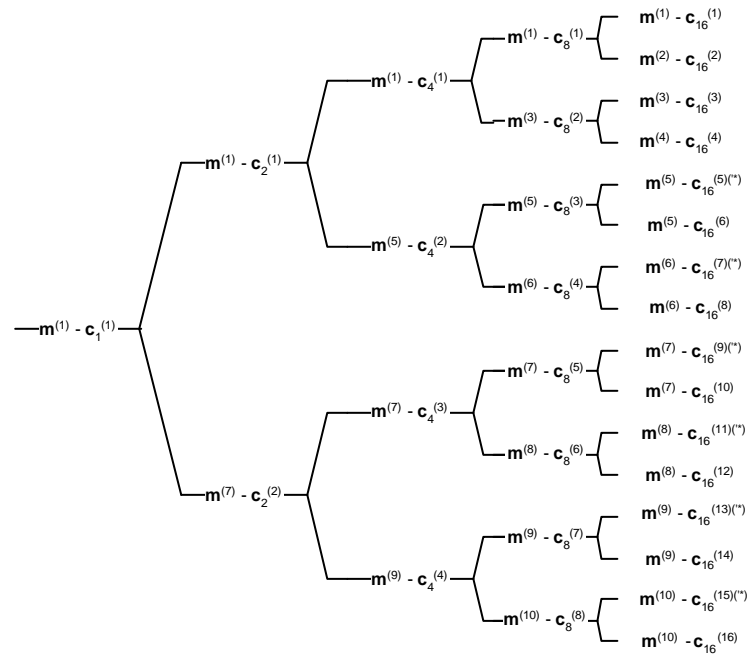 m(1) - c16(1)
m(1) - c8(1)
m(2) - c16(2)
m(1) - c4(1)
m(3) - c16(3)
m(3) - c8(2)
m(4) - c16(4)
m(1) - c2(1)
m(5) - c16(5)('*)
m(5) - c8(3)
m(5) - c16(6)
m(5) - c4(2)
m(6) - c16(7)('*)
m(6) - c8(4)
m(6) - c16(8)
m(1) - c1(1)
m(7) - c16(9)('*)
m(7) - c8(5)
m(7) - c16(10)
m(7) - c4(3)
m(8) - c16(11)('*)
m(8) - c8(6)
m(8) - c16(12)
m(7) - c2(2)
m(9) - c16(13)('*)
m(9) - c8(7)
m(9) - c16(14)
m(9) - c4(4)
m(10) - c16(15)('*)
m(10) - c8(8)
m(10) - c16(16)